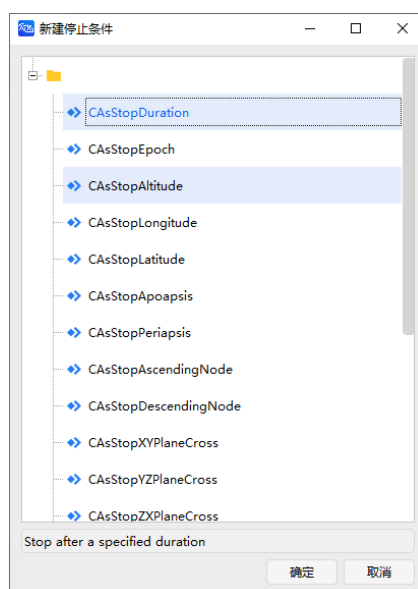 新建停止条件
CAsStopDuration
CAsStopEpoch
CAsStopAltitude
CAsStopLongitude
CAsStopLatitude
CAsStopApoapsis
CAsStopPeriapsis
CAsStopAscendingNode
CAsStopDescendingNode
CAsStopXYPlaneCross
CAsStopYZPlaneCross
CAsStopZXPlaneCross
Stop after a specified duration
确定 取消